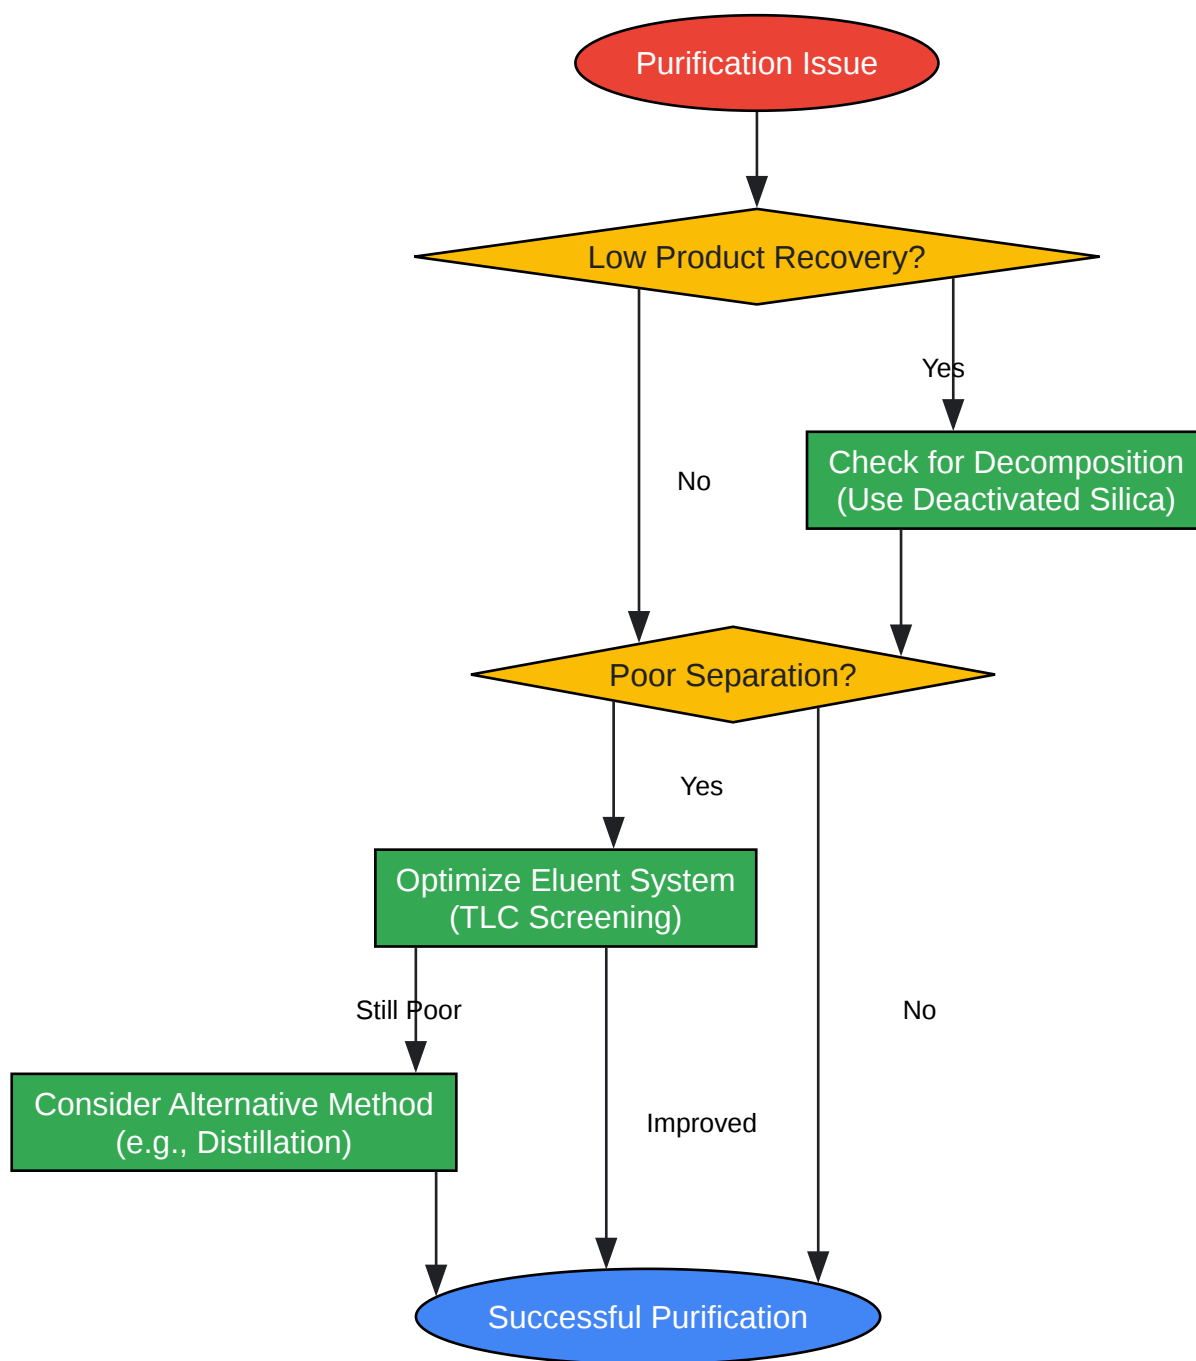 Purification Issue
Low Product Recovery?
Yes
Check for Decomposition
(Use Deactivated Silica)
No
Poor Separation?
Yes
Optimize Eluent System
(TLC Screening)
Still Poor
No
Consider Alternative Method
(e.g., Distillation)
Improved
Successful Purification